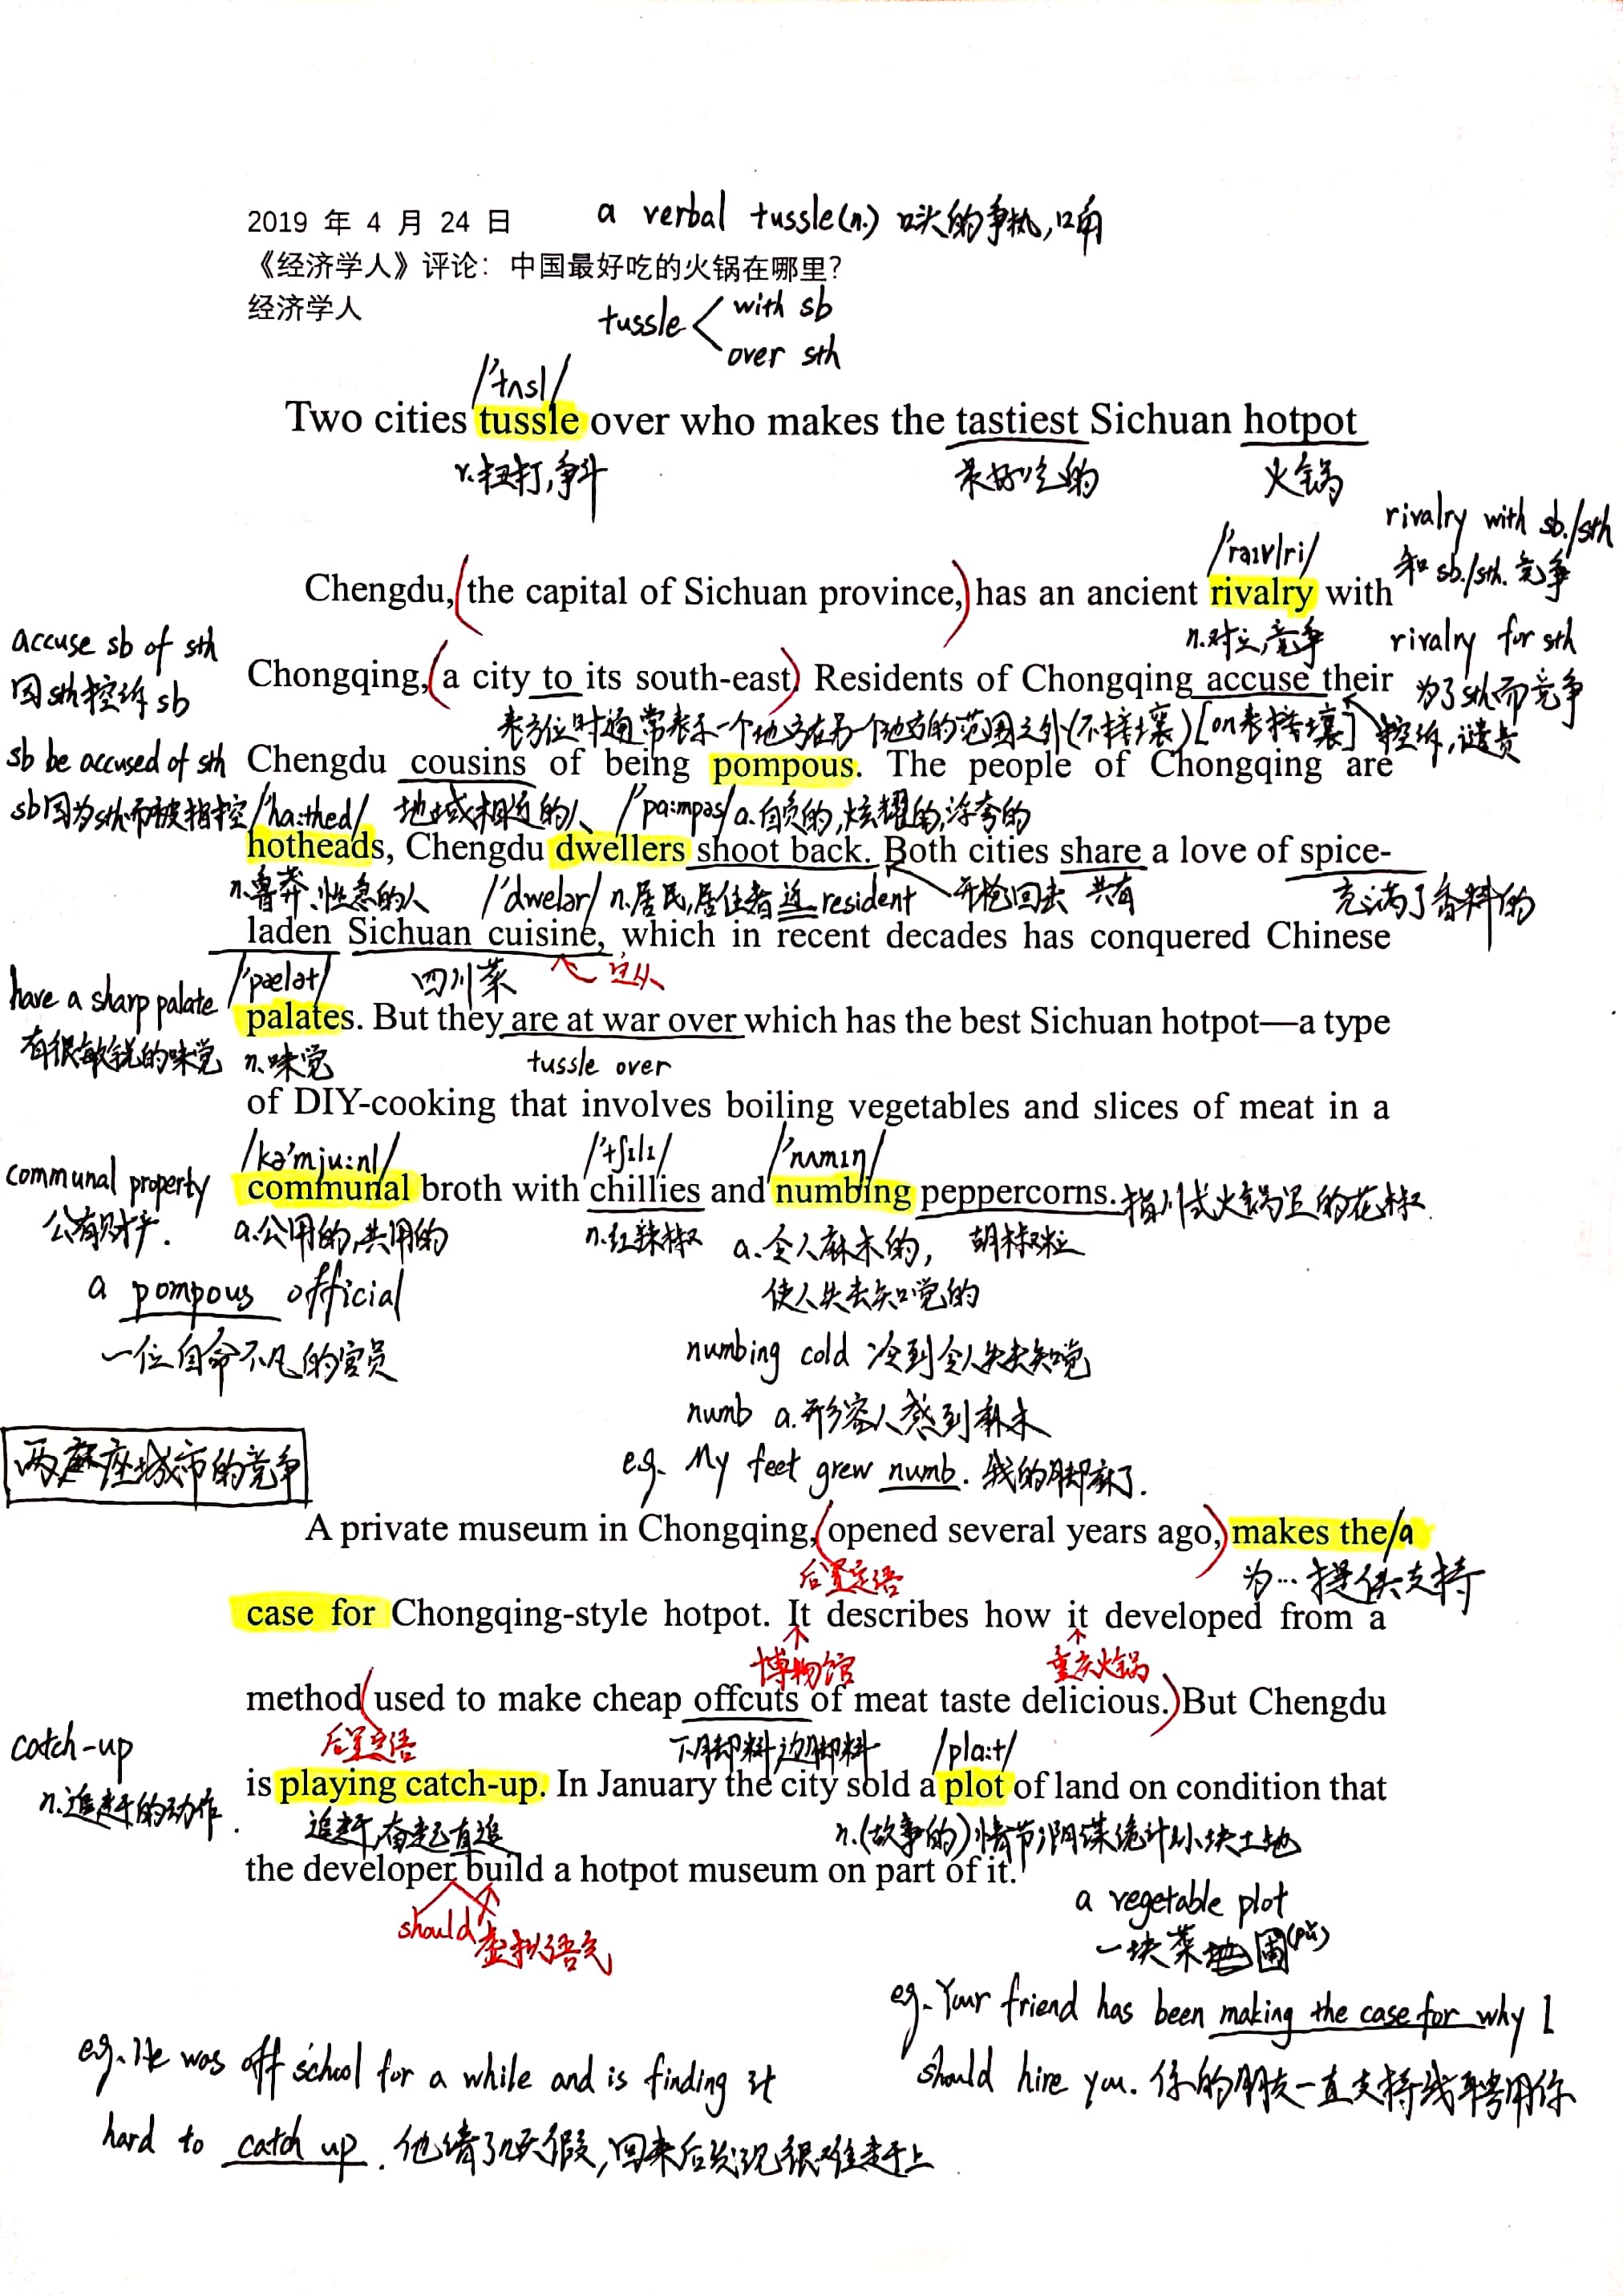 2019 年 4 月 24 日
a verbal tussle(n.) 口头的争执,口角
《经济学人》评论：中国最好吃的火锅在哪里？
经济学人
tussle < with sb
over sth
/'tʌsl/
Two cities tussle over who makes the tastiest Sichuan hotpot
v.扭打,争斗 最好吃的 火锅
rivalry with sb./sth
和 sb./sth. 竞争
/'raɪvlri/
Chengdu, (the capital of Sichuan province,) has an ancient rivalry with
n.对立,竞争
rivalry for sth
为了sth而竞争
accuse sb of sth
因sth控诉sb
Chongqing, (a city to its south-east) Residents of Chongqing accuse their
表方位时通常表示一个地方在另一个地方的范围之外(不接壤) [on表接壤] 控诉,谴责
sb be accused of sth
sb因为sth而被指控
Chengdu cousins of being pompous. The people of Chongqing are
/'ha:thed/ 地域相近的人 /'pa:mpəs/ a.自负的,炫耀的,浮夸的
hotheads, Chengdu dwellers shoot back. Both cities share a love of spice-
n.鲁莽、性急的人 /'dwelər/ n.居民,居住者 近 resident 开枪回去 共有 充满了香料的
laden Sichuan cuisine, which in recent decades has conquered Chinese
have a sharp palate
有很敏锐的味觉
/'pælət/ 四川菜 定从
palates. But they are at war over which has the best Sichuan hotpot—a type
n.味觉 tussle over
of DIY-cooking that involves boiling vegetables and slices of meat in a
/kə'mju:nl/ /'tʃɪlɪ/ /'nʌmɪŋ/
communal property
公有财产.
communal broth with chillies and numbing peppercorns. 指川式火锅里的花椒
a.公用的,共用的 n.红辣椒 a.令人麻木的, 胡椒粒
使人失去知觉的
a pompous official
一位自命不凡的官员
numbing cold 冷到令人失去知觉
numb a.形容人感到麻木
eg. My feet grew numb. 我的脚麻了.
两座城市的竞争
A private museum in Chongqing, (opened several years ago,) makes the/a
后置定语 为…提供支持
case for Chongqing-style hotpot. It describes how it developed from a
博物馆 重庆火锅
method (used to make cheap offcuts of meat taste delicious.) But Chengdu
后置定语 下脚料,边脚料 /pla:t/
catch-up
n.追赶的动作.
is playing catch-up. In January the city sold a plot of land on condition that
追赶,奋起直追 n.(故事的)情节/阴谋诡计/小块土地
the developer build a hotpot museum on part of it.
should 虚拟语气
a vegetable plot
一块菜圃(pǔ)
eg. Your friend has been making the case for why I
should hire you. 你的朋友一直支持我聘用你
eg. He was off school for a while and is finding it
hard to catch up. 他请了几天假,回来后发现很难赶上